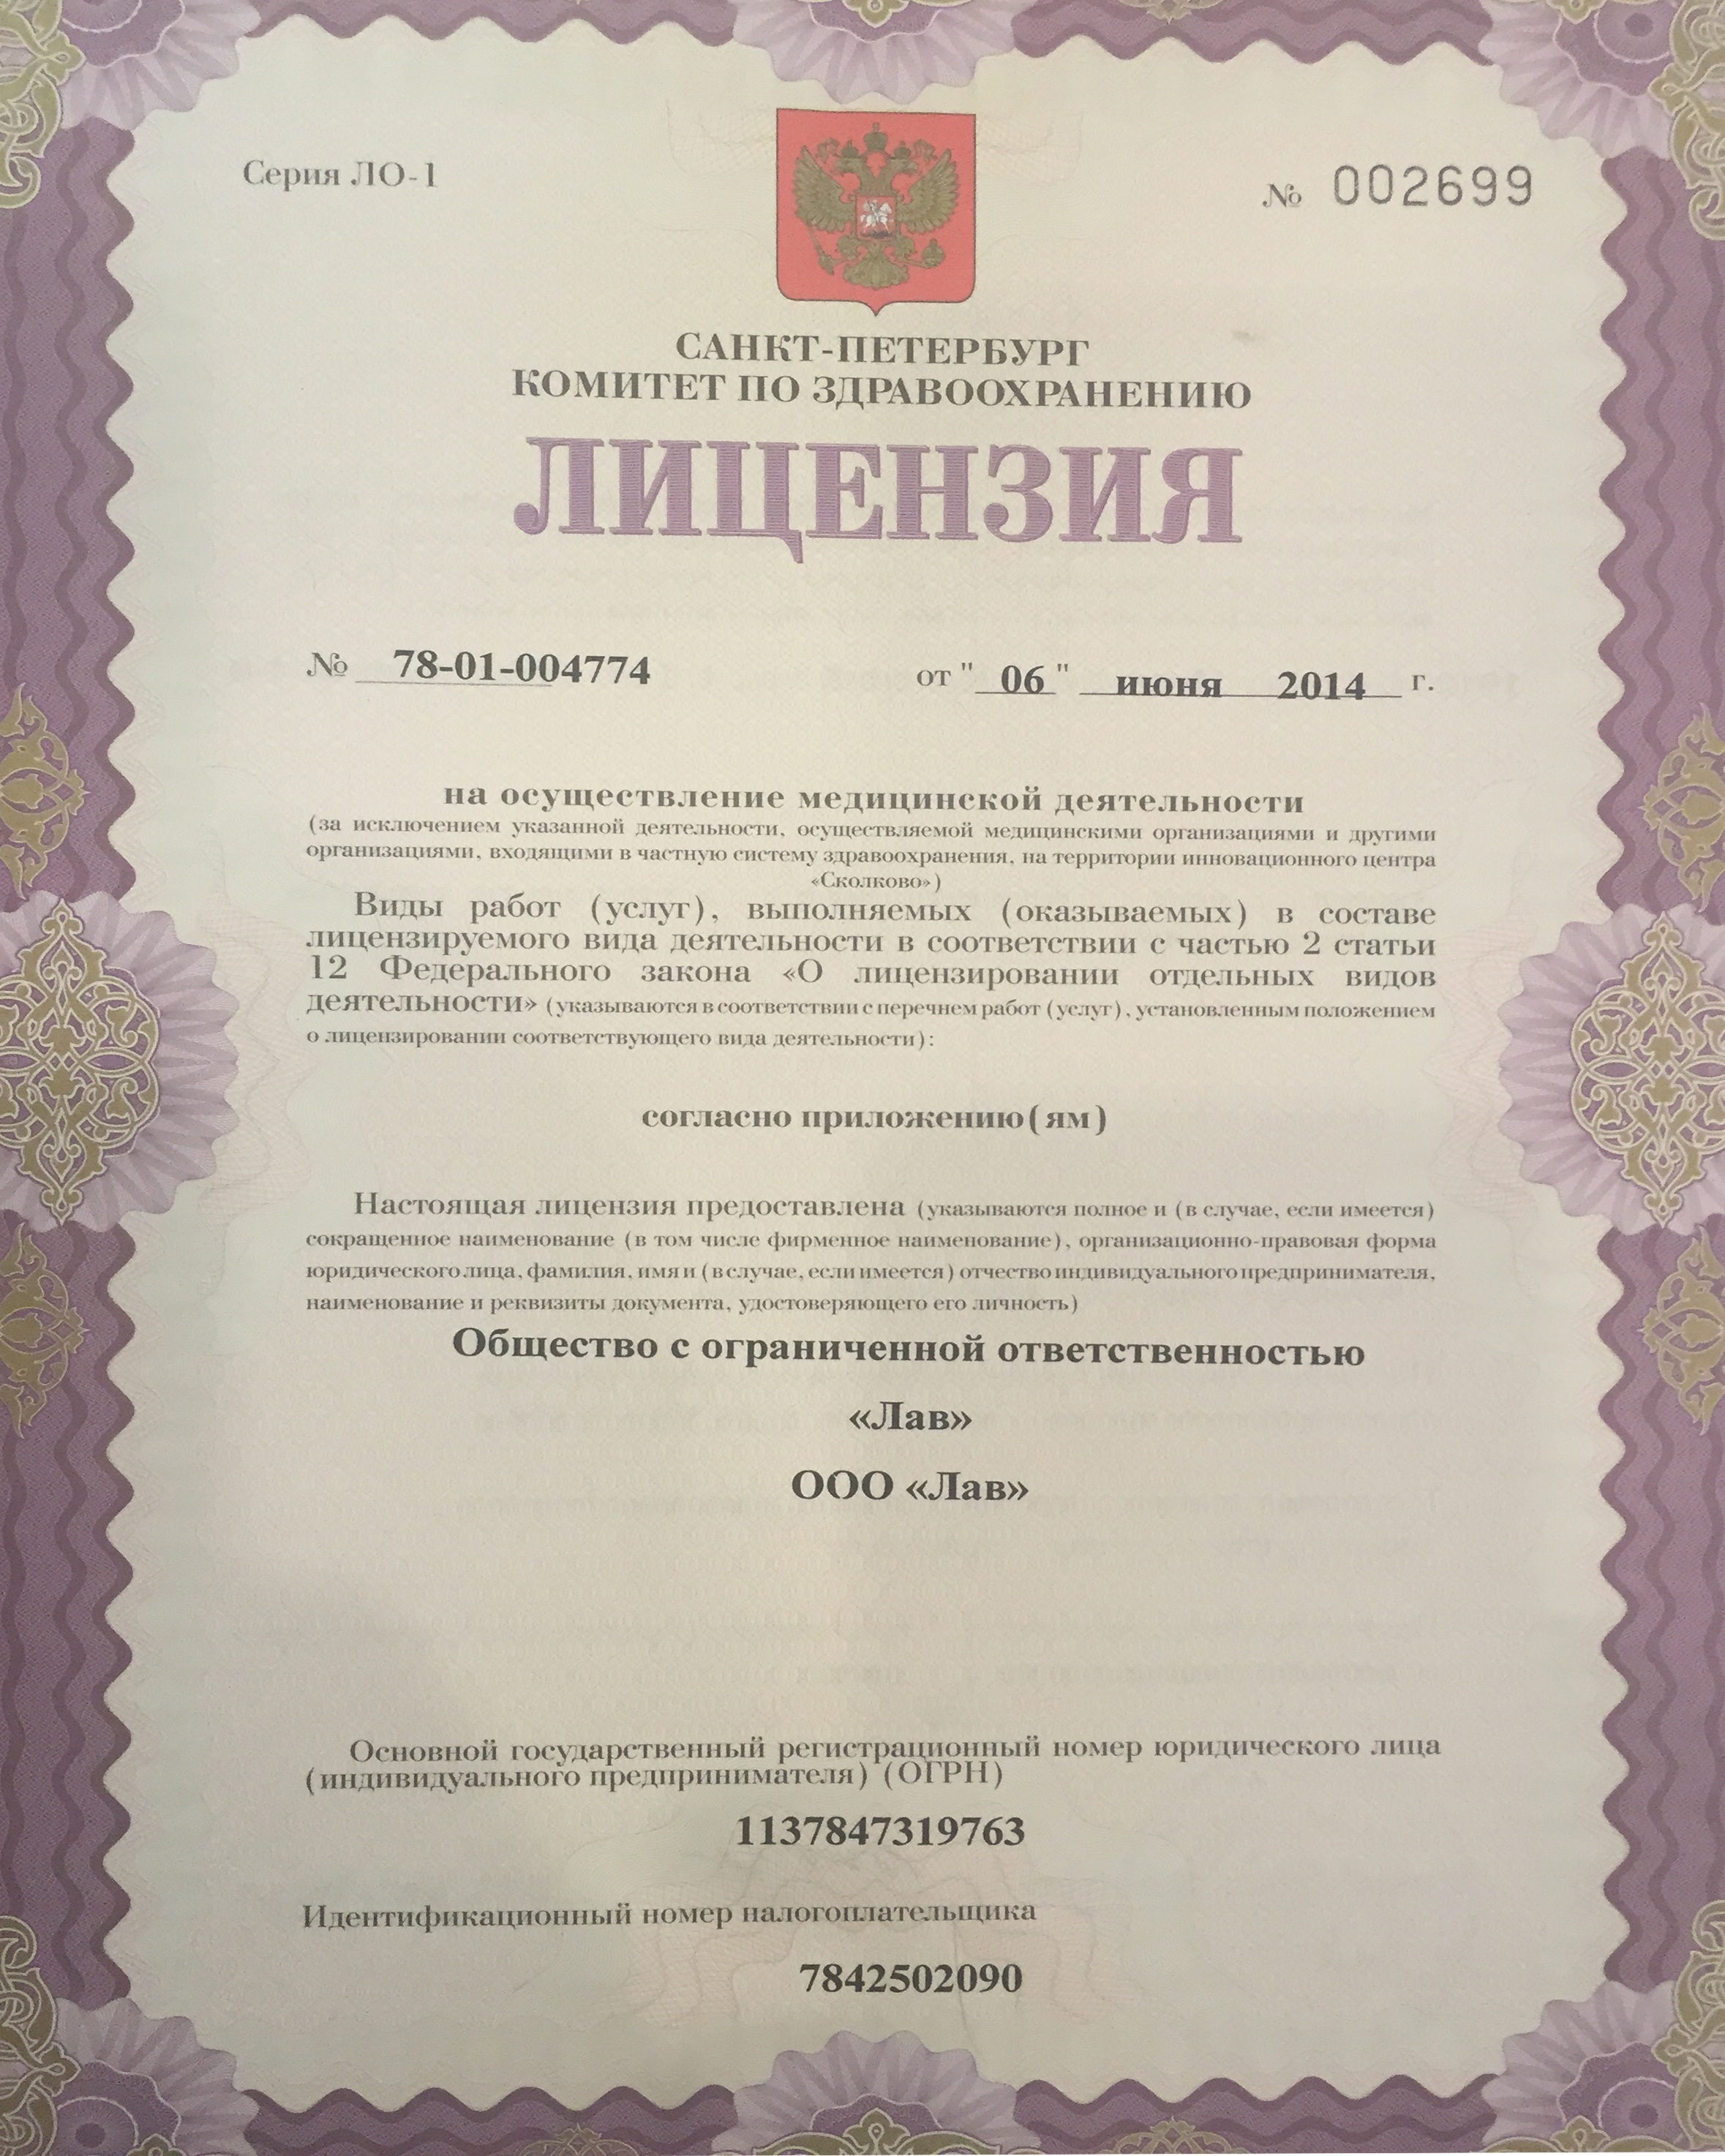 Серия ЛО-1
№ 002699
САНКТ-ПЕТЕРБУРГ
КОМИТЕТ ПО ЗДРАВООХРАНЕНИЮ
ЛИЦЕНЗИЯ
№ 78-01-004774 от "06" июня 2014 г.
на осуществление медицинской деятельности
(за исключением указанной деятельности, осуществляемой медицинскими организациями и другими
организациями, входящими в частную систему здравоохранения, на территории инновационного центра
«Сколково»)
Виды работ (услуг), выполняемых (оказываемых) в составе
лицензируемого вида деятельности в соответствии с частью 2 статьи
12 Федерального закона «О лицензировании отдельных видов
деятельности» (указываются в соответствии с перечнем работ (услуг), установленным положением
о лицензировании соответствующего вида деятельности):
согласно приложению(ям)
Настоящая лицензия предоставлена (указываются полное и (в случае, если имеется)
сокращенное наименование (в том числе фирменное наименование), организационно-правовая форма
юридического лица, фамилия, имя и (в случае, если имеется) отчество индивидуального предпринимателя,
наименование и реквизиты документа, удостоверяющего его личность)
Общество с ограниченной ответственностью
«Лав»
ООО «Лав»
Основной государственный регистрационный номер юридического лица
(индивидуального предпринимателя) (ОГРН)
1137847319763
Идентификационный номер налогоплательщика
7842502090